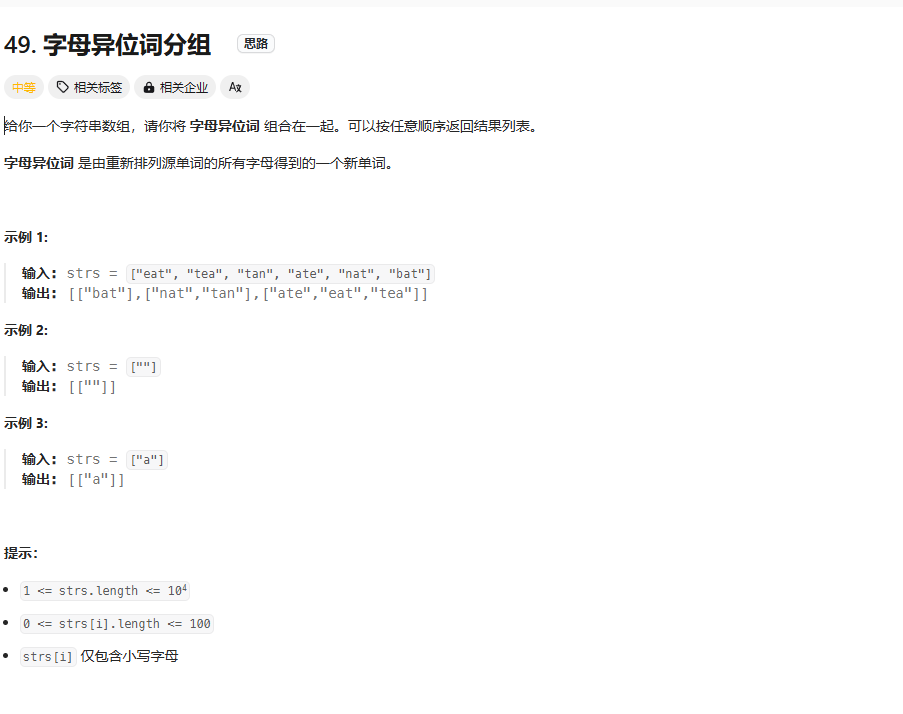 49. 字母异位词分组 思路
中等 相关标签 相关企业 Aあ
给你一个字符串数组，请你将 字母异位词 组合在一起。可以按任意顺序返回结果列表。
字母异位词 是由重新排列源单词的所有字母得到的一个新单词。
示例 1:
输入: strs = ["eat", "tea", "tan", "ate", "nat", "bat"]
输出: [["bat"],["nat","tan"],["ate","eat","tea"]]
示例 2:
输入: strs = [""]
输出: [[""]]
示例 3:
输入: strs = ["a"]
输出: [["a"]]
提示：
1 <= strs.length <= 10⁴
0 <= strs[i].length <= 100
strs[i] 仅包含小写字母